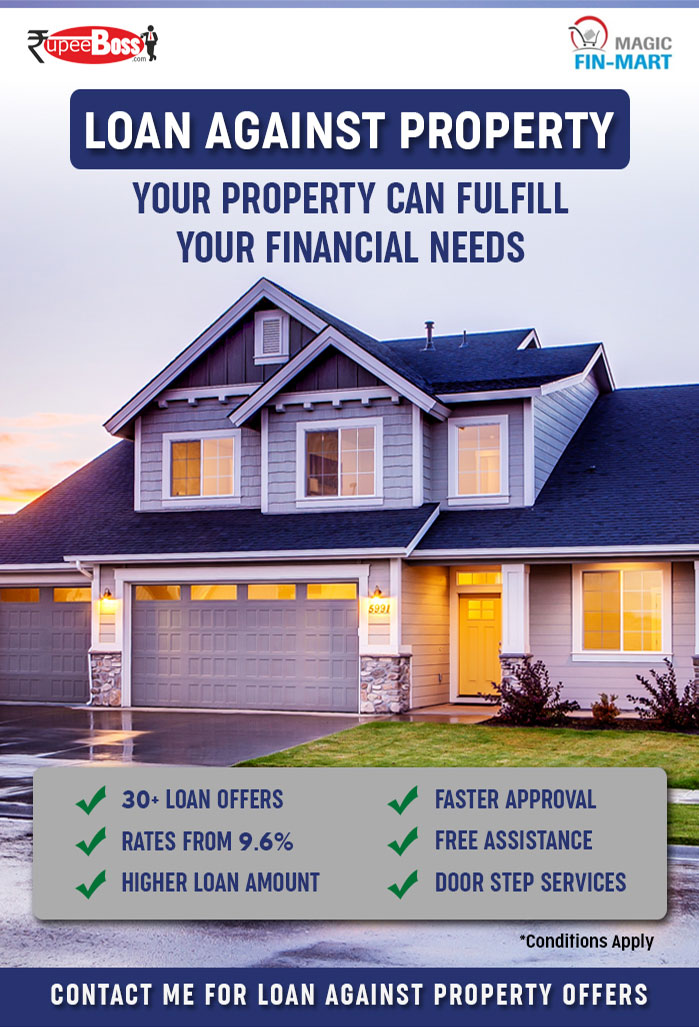 ₹upeeBoss
.com
MAGIC
FIN-MART
LOAN AGAINST PROPERTY
YOUR PROPERTY CAN FULFILL
YOUR FINANCIAL NEEDS
5991
30+ LOAN OFFERS
RATES FROM 9.6%
HIGHER LOAN AMOUNT
FASTER APPROVAL
FREE ASSISTANCE
DOOR STEP SERVICES
*Conditions Apply
CONTACT ME FOR LOAN AGAINST PROPERTY OFFERS